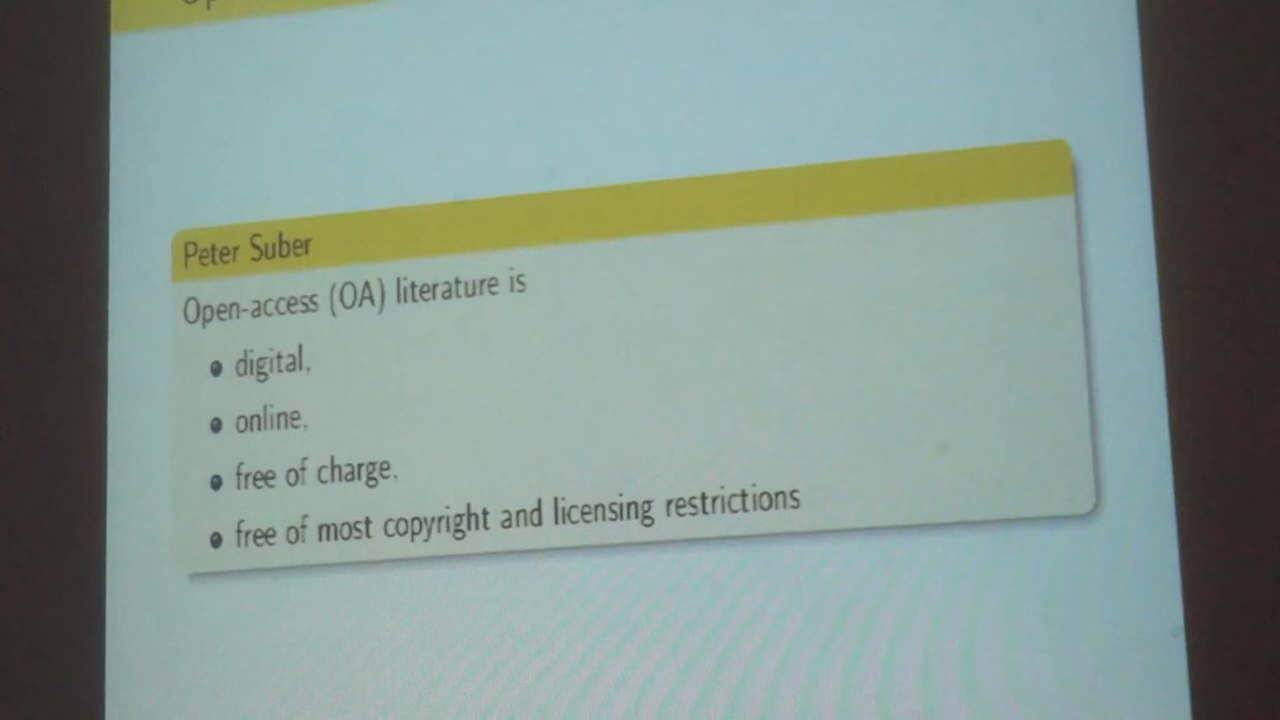 Peter Suber
Open-access (OA) literature is
digital,
online,
free of charge,
free of most copyright and licensing restrictions